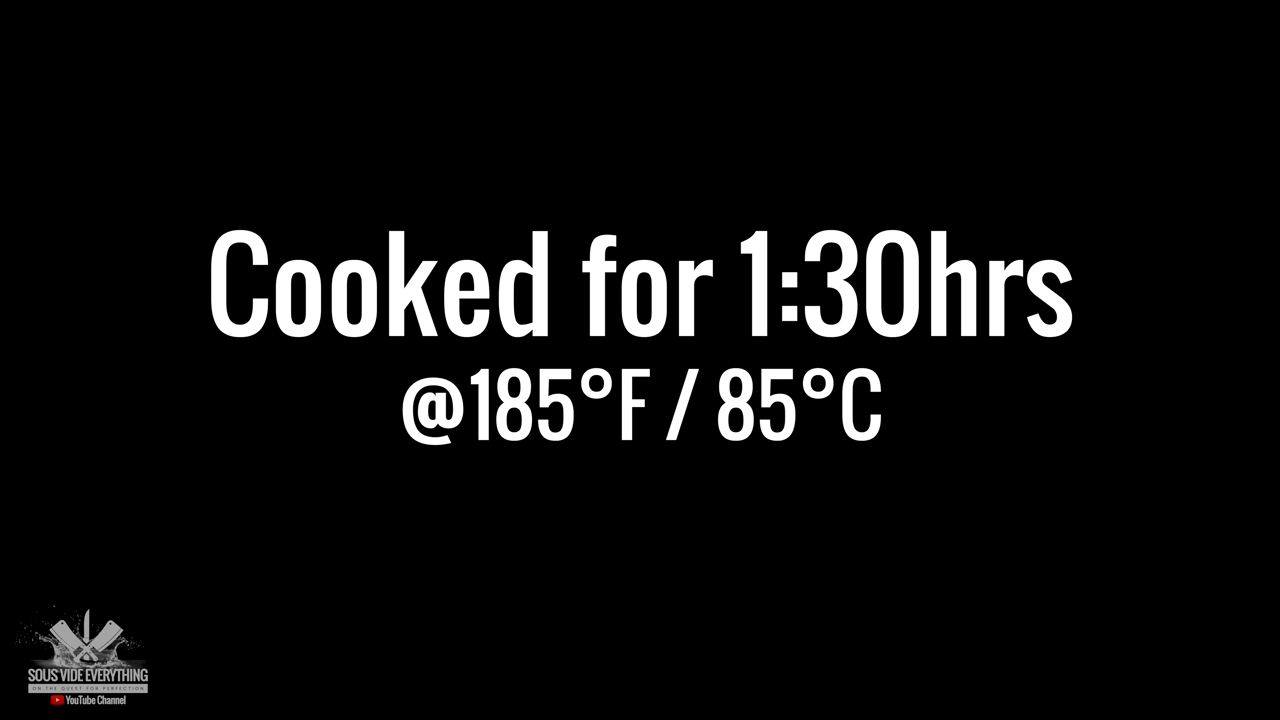 Cooked for 1:30hrs
@185°F / 85°C
SOUS VIDE EVERYTHING
ON THE QUEST FOR PERFECTION
YouTube Channel